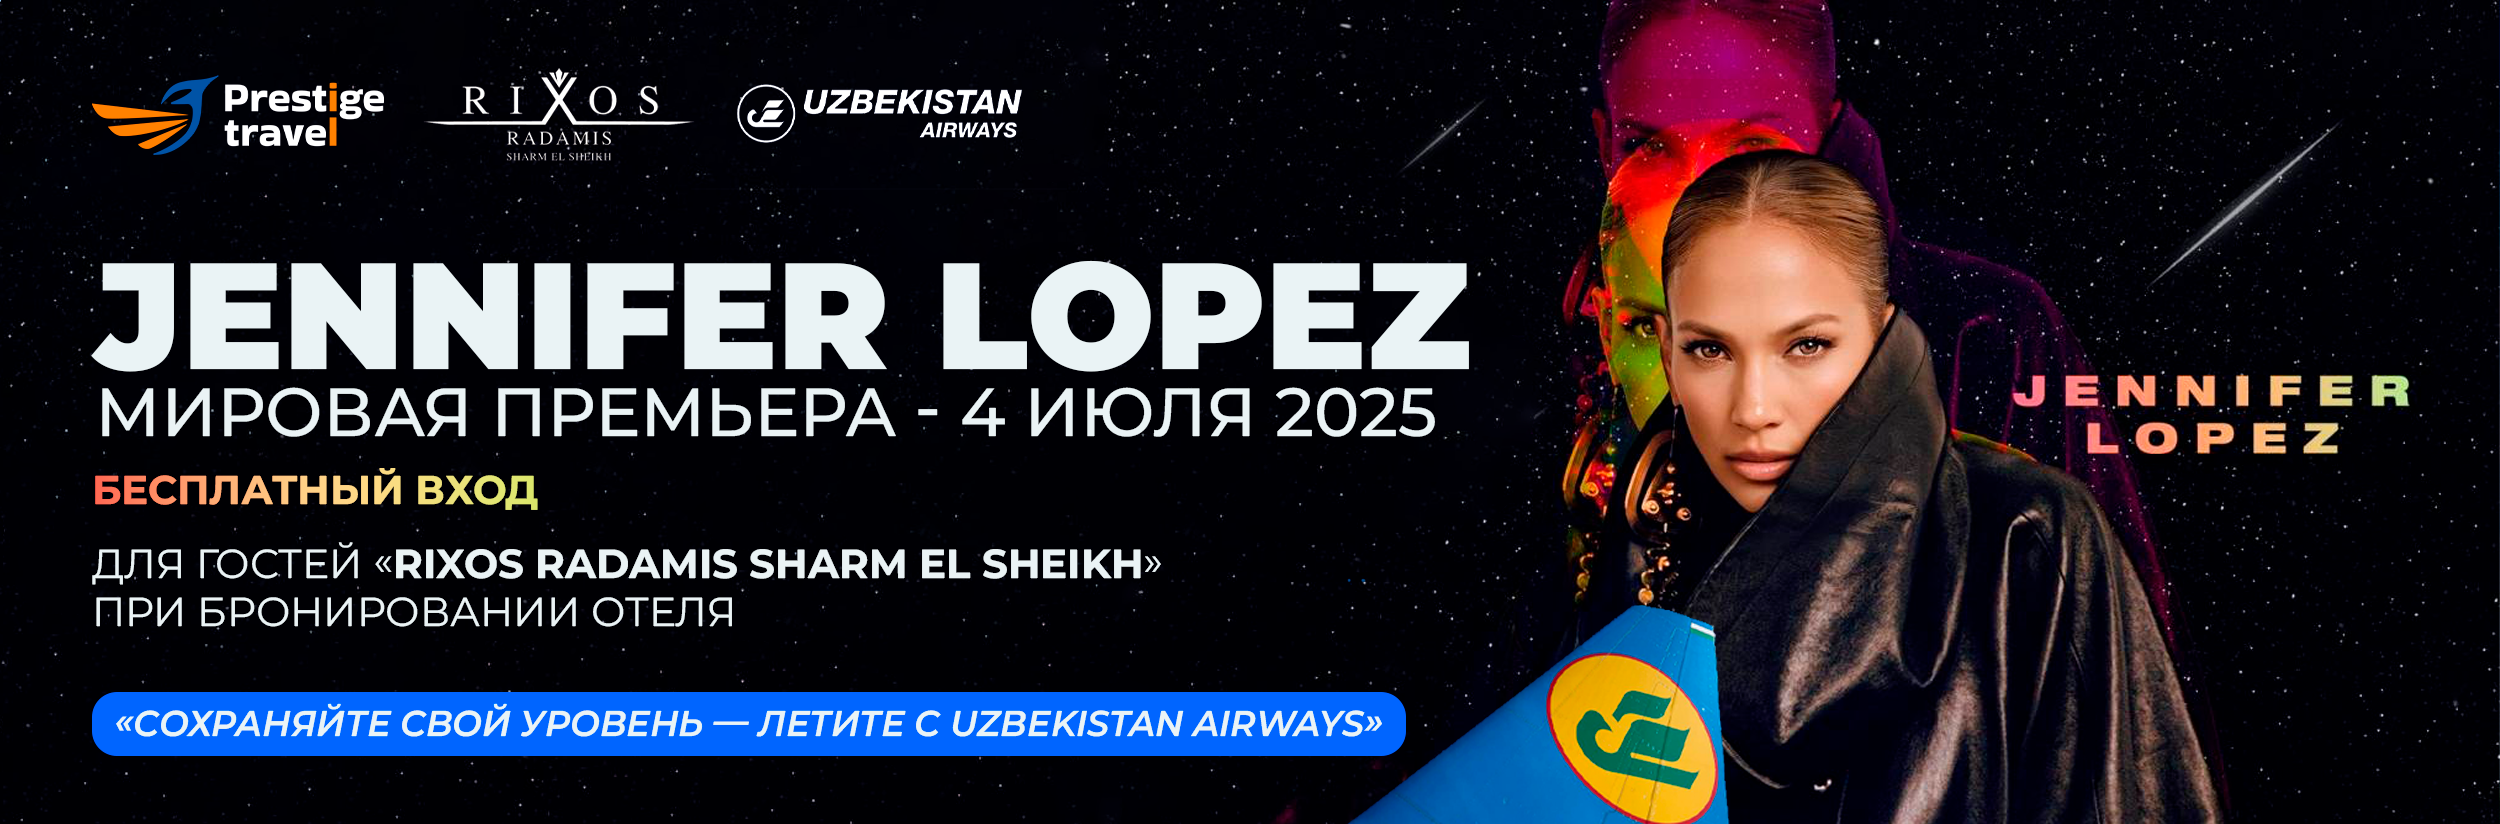 Prestige
travel
RIXOS
RADAMIS
SHARM EL SHEIKH
UZBEKISTAN
AIRWAYS
JENNIFER LOPEZ
МИРОВАЯ ПРЕМЬЕРА - 4 ИЮЛЯ 2025
БЕСПЛАТНЫЙ ВХОД
ДЛЯ ГОСТЕЙ «RIXOS RADAMIS SHARM EL SHEIKH»
ПРИ БРОНИРОВАНИИ ОТЕЛЯ
«СОХРАНЯЙТЕ СВОЙ УРОВЕНЬ — ЛЕТИТЕ С UZBEKISTAN AIRWAYS»
JENNIFER
LOPEZ